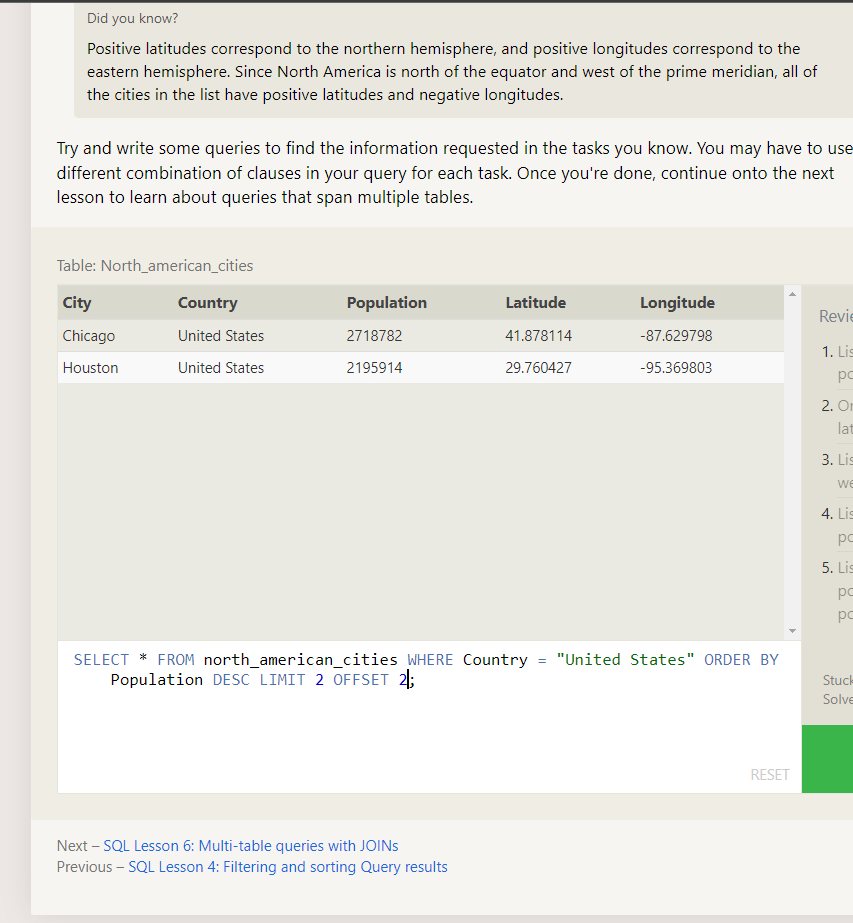 Did you know?
Positive latitudes correspond to the northern hemisphere, and positive longitudes correspond to the
eastern hemisphere. Since North America is north of the equator and west of the prime meridian, all of
the cities in the list have positive latitudes and negative longitudes.
Try and write some queries to find the information requested in the tasks you know. You may have to use
different combination of clauses in your query for each task. Once you're done, continue onto the next
lesson to learn about queries that span multiple tables.
Table: North_american_cities
City Country Population Latitude Longitude
Chicago United States 2718782 41.878114 -87.629798
Houston United States 2195914 29.760427 -95.369803
Revie
1. Lis
po
2. Or
lat
3. Lis
we
4. Lis
po
5. Lis
po
po
Stuck
Solve
SELECT * FROM north_american_cities WHERE Country = "United States" ORDER BY
Population DESC LIMIT 2 OFFSET 2;
RESET
Next – SQL Lesson 6: Multi-table queries with JOINs
Previous – SQL Lesson 4: Filtering and sorting Query results